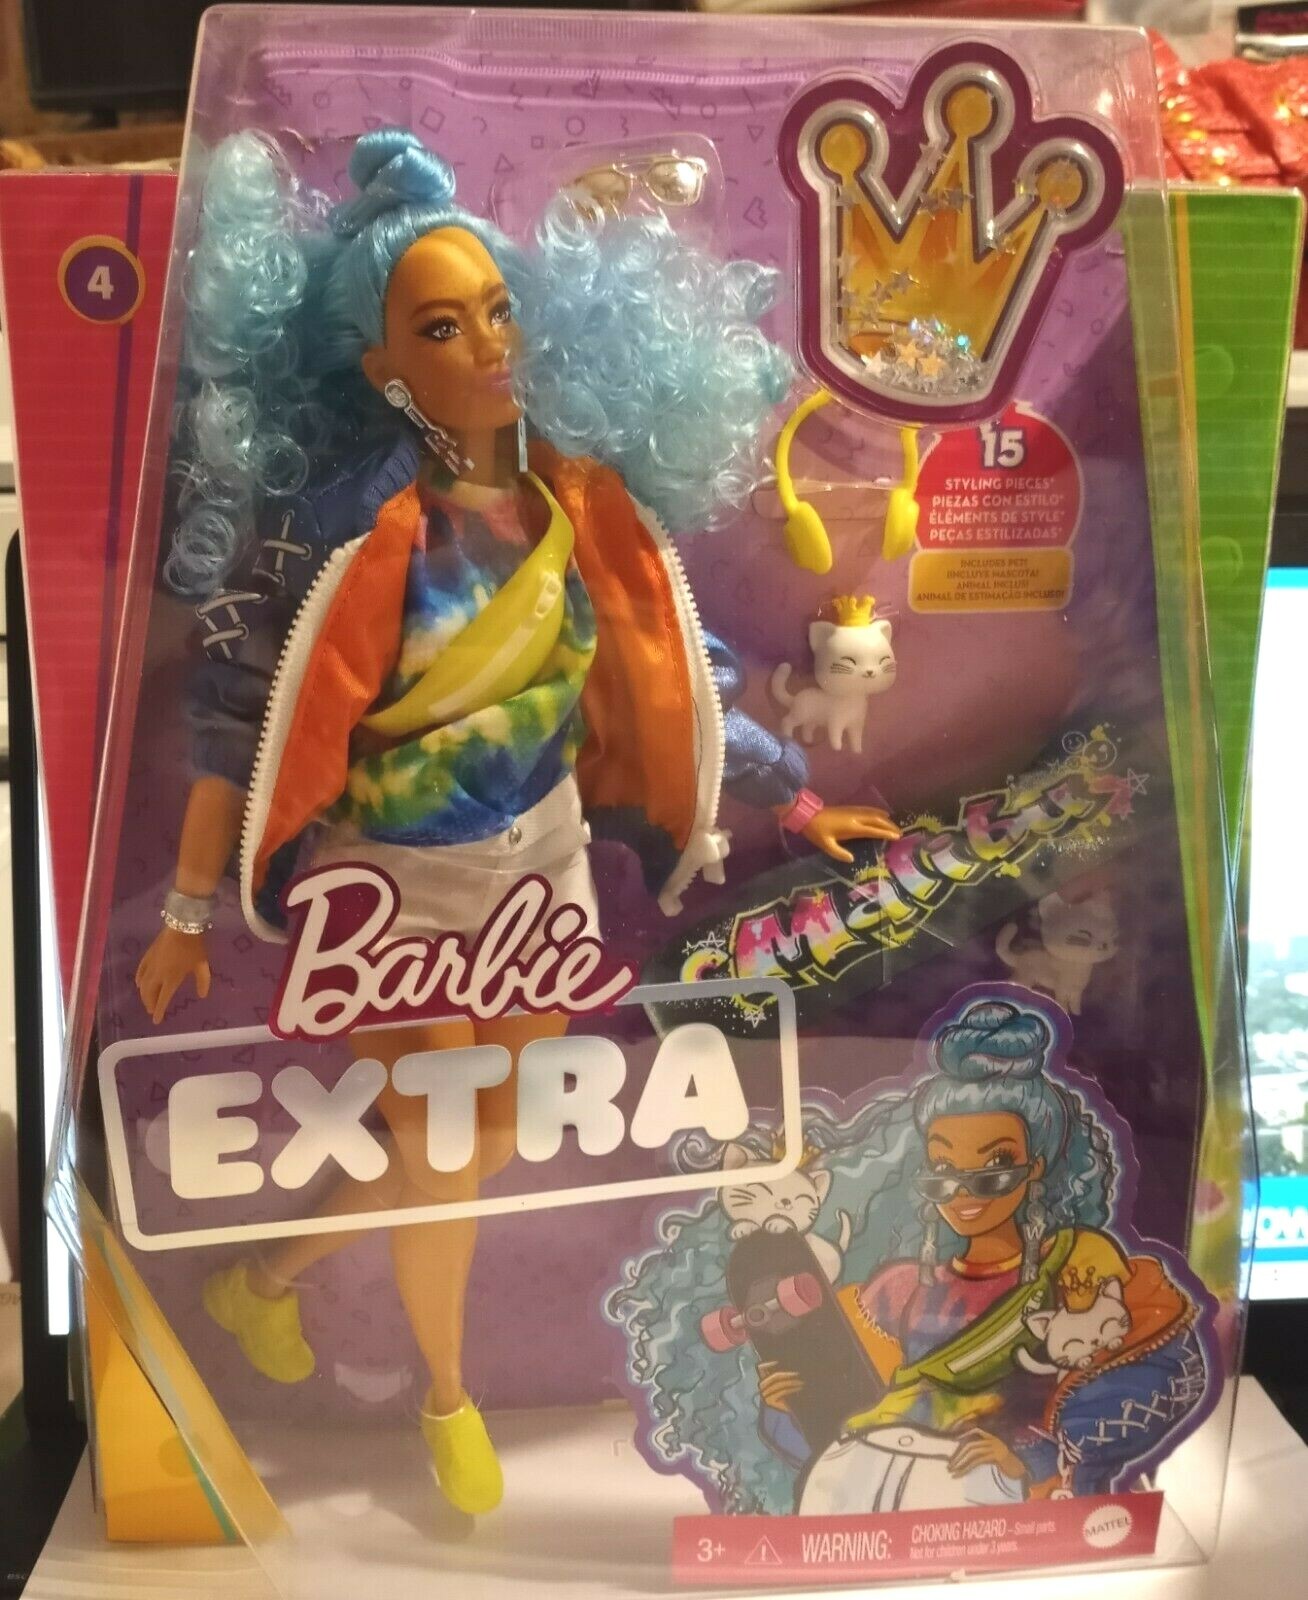 4
15
STYLING PIECES*
PIEZAS CON ESTILO*
ÉLÉMENTS DE STYLE*
PEÇAS ESTILIZADAS*
INCLUDES PET!
¡INCLUYE MASCOTA!
ANIMAL INCLUS!
ANIMAL DE ESTIMAÇÃO INCLUSO!
Malibu
Barbie
EXTRA
3+
WARNING:
CHOKING HAZARD – Small parts.
Not for children under 3 years.
MATTEL